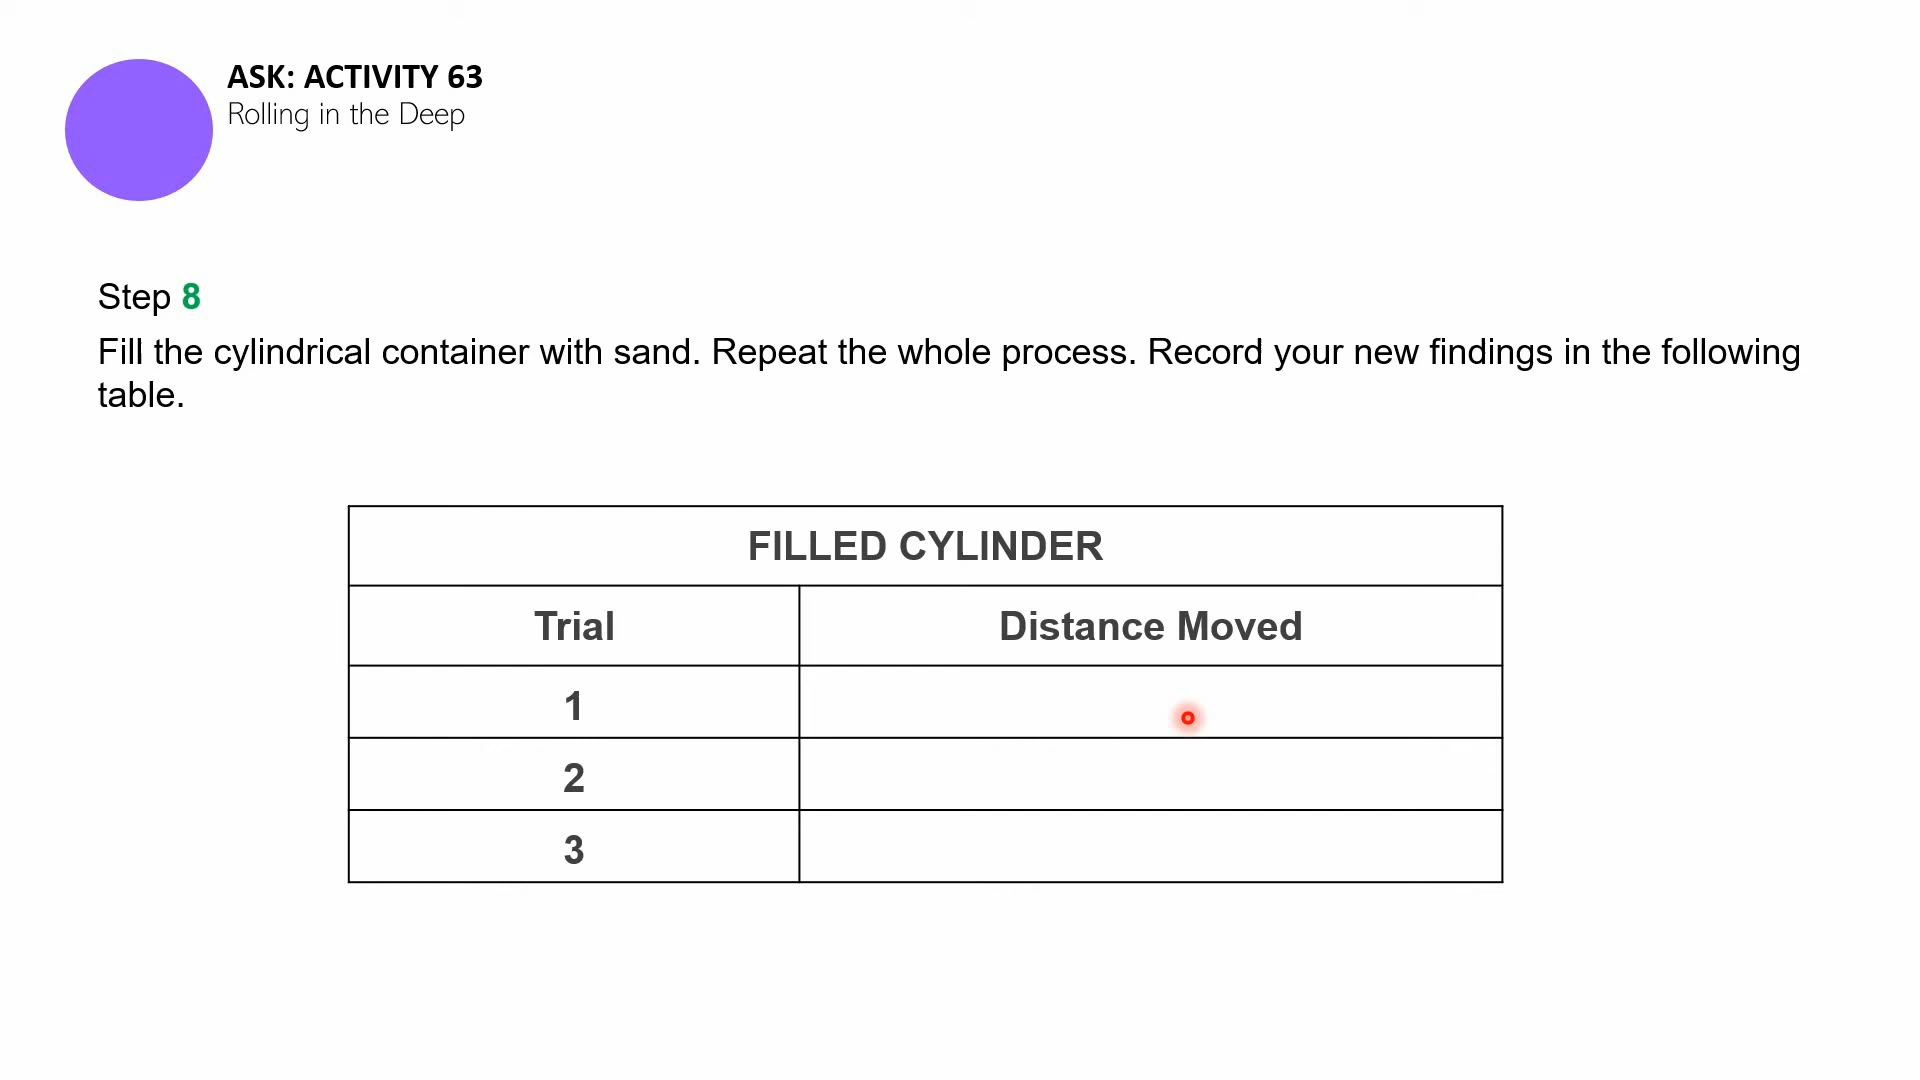 ASK: ACTIVITY 63
Rolling in the Deep
Step 8
Fill the cylindrical container with sand. Repeat the whole process. Record your new findings in the following
table.
FILLED CYLINDER
Trial
Distance Moved
1
2
3